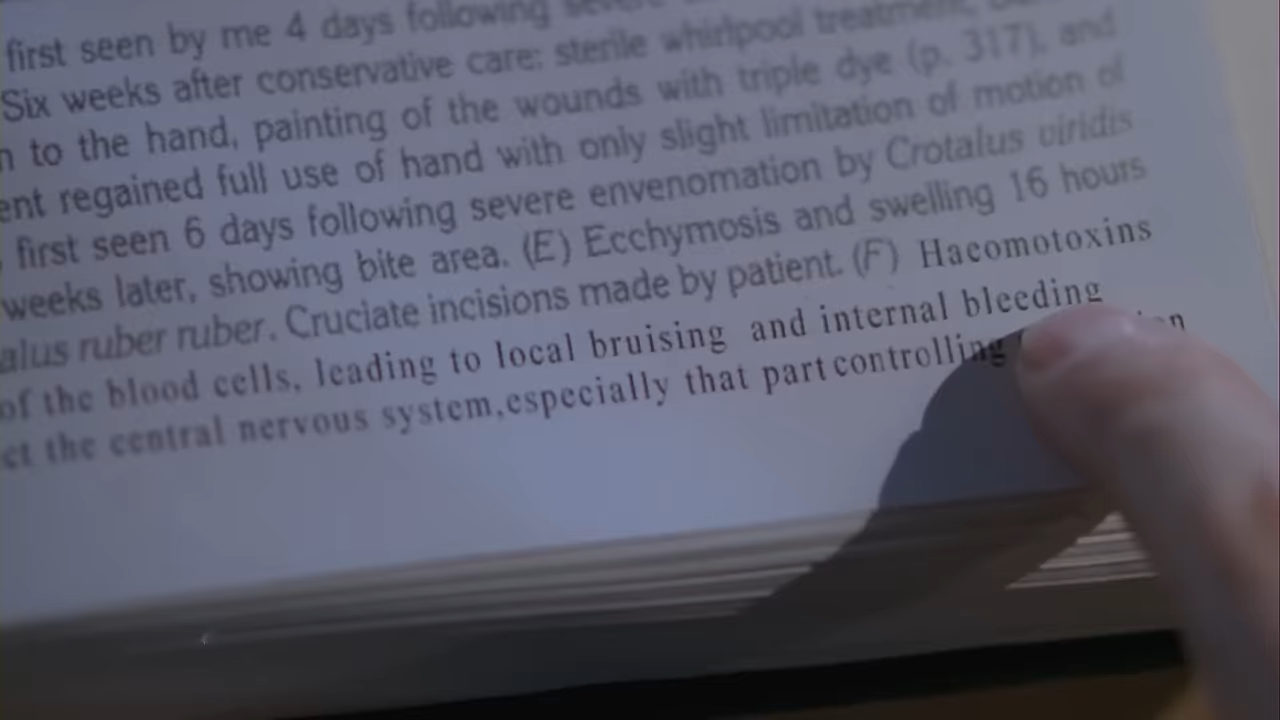 first seen by me 4 days following
Six weeks after conservative care: sterile whirlpool treatment,
to the hand, painting of the wounds with triple dye (p. 317), and
ent regained full use of hand with only slight limitation of motion of
first seen 6 days following severe envenomation by Crotalus viridis
weeks later, showing bite area. (E) Ecchymosis and swelling 16 hours
alus ruber ruber. Cruciate incisions made by patient. (F) Haeomotoxins
of the blood cells, leading to local bruising and internal bleeding
ct the central nervous system,especially that part controlling